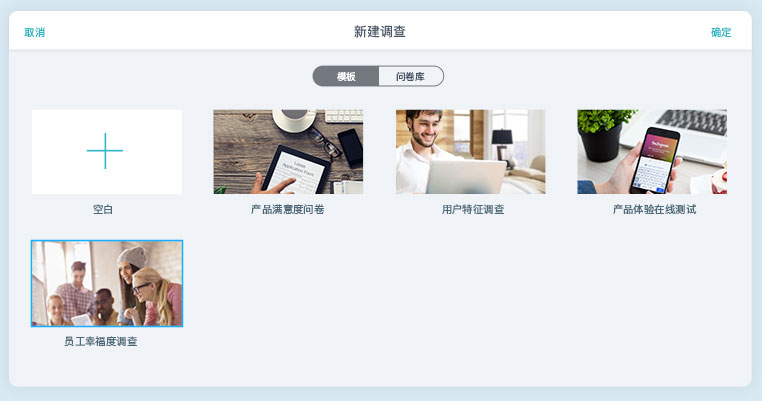 取消
新建调查
确定
模板
问卷库
Leave
Application Form
Instagram
空白
产品满意度问卷
用户特征调查
产品体验在线测试
员工幸福度调查